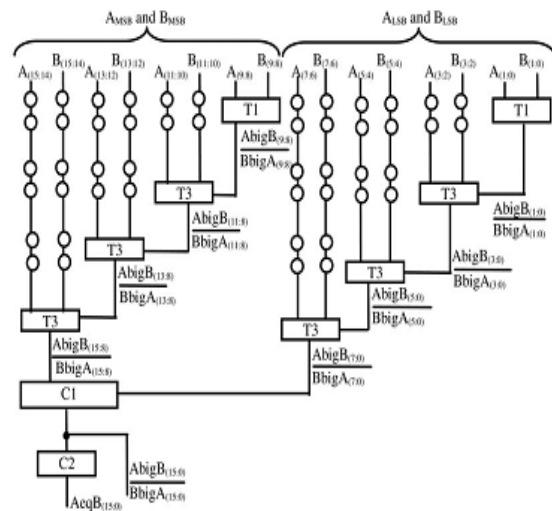 A_MSB and B_MSB A_LSB and B_LSB
A(15:14) B(15:14) A(13:12) B(13:12) A(11:10) B(11:10) A(9:8) B(9:8) A(7:6) B(7:6) A(5:4) B(5:4) A(3:2) B(3:2) A(1:0) B(1:0)
T1 T1
AbigB(9:8)
BbigA(9:8)
T3 T3
AbigB(1:0)
BbigA(1:0)
AbigB(11:8)
BbigA(11:8)
T3
AbigB(3:0)
BbigA(3:0)
T3
AbigB(13:8)
BbigA(13:8)
AbigB(5:0)
BbigA(5:0)
T3 T3
AbigB(15:8)
BbigA(15:8)
AbigB(7:0)
BbigA(7:0)
C1
C2
AbigB(15:0)
BbigA(15:0)
AeqB(15:0)